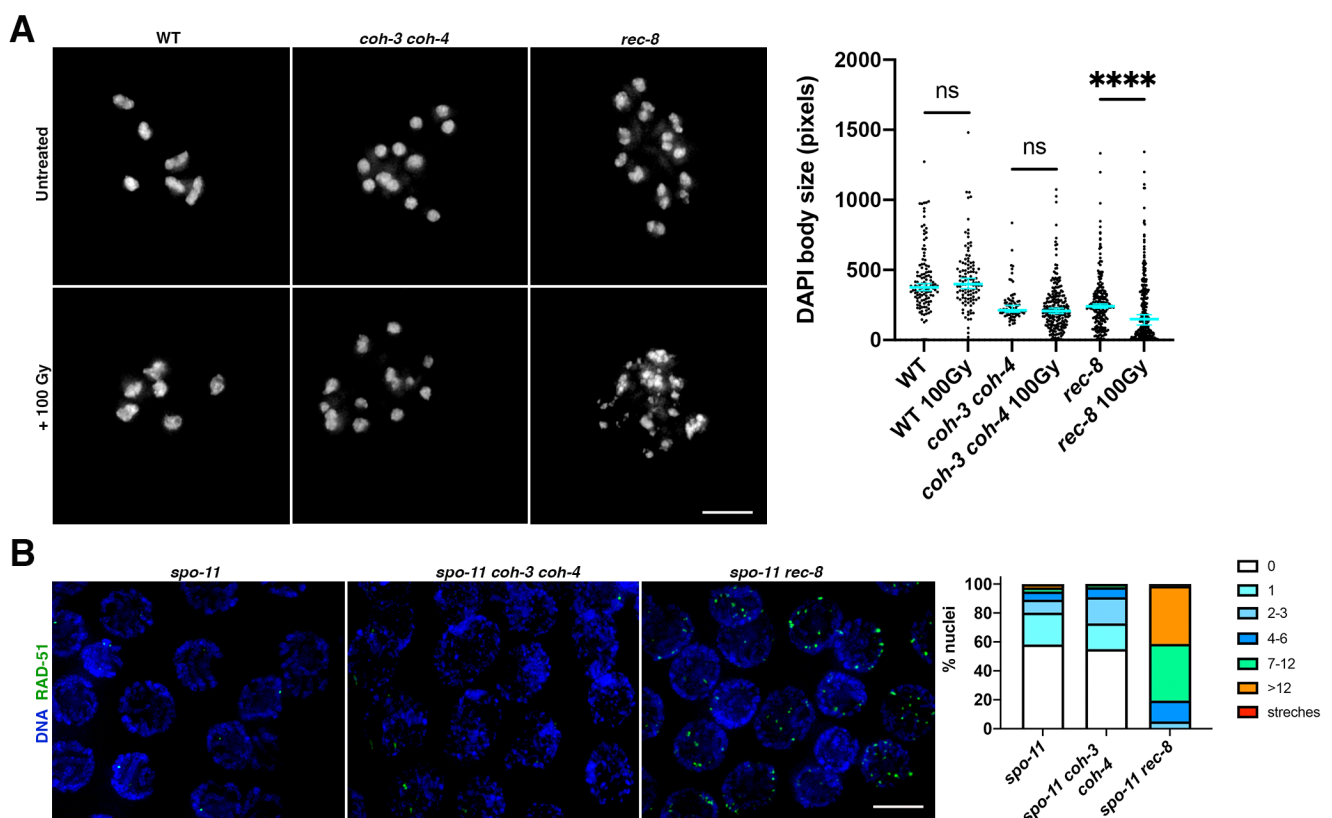 A
WT
coh-3 coh-4
rec-8
Untreated
+ 100 Gy
DAPI body size (pixels)
2000
1500
1000
500
0
ns
ns
****
WT
WT 100Gy
coh-3 coh-4
coh-3 coh-4 100Gy
rec-8
rec-8 100Gy
B
spo-11
spo-11 coh-3 coh-4
spo-11 rec-8
DNA RAD-51
% nuclei
100
80
60
40
20
0
spo-11
spo-11 coh-3
coh-4
spo-11 rec-8
0
1
2-3
4-6
7-12
>12
streches